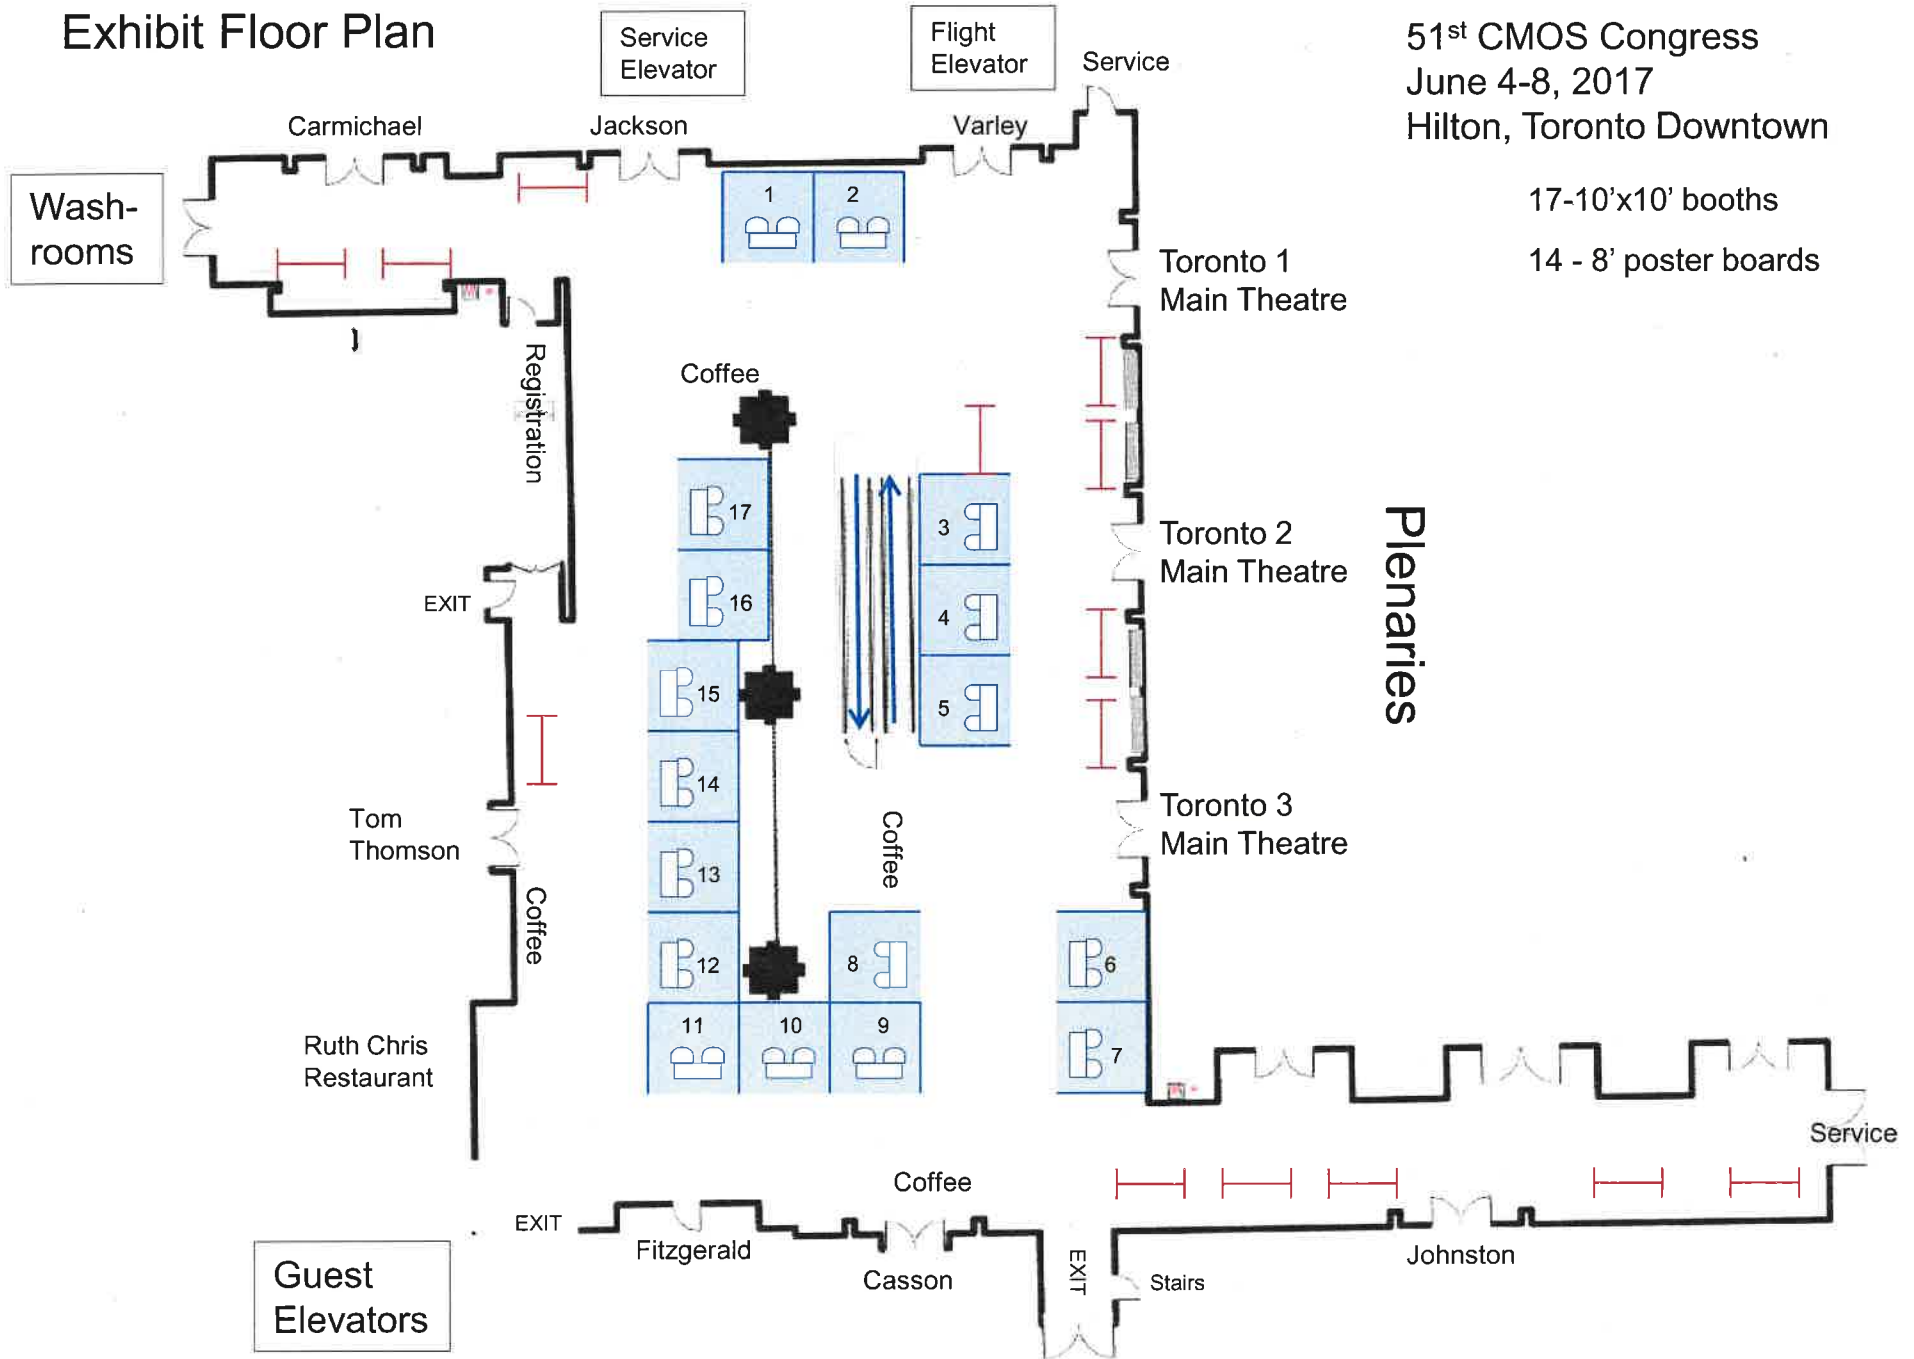 Exhibit Floor Plan
Service
Elevator
Flight
Elevator
Service
51st CMOS Congress
June 4-8, 2017
Hilton, Toronto Downtown
17-10’x10’ booths
14 - 8’ poster boards
Carmichael
Jackson
Varley
Wash-
rooms
1
2
Toronto 1
Main Theatre
Registration
Coffee
17
16
15
14
13
12
11
10
9
8
3
4
5
6
7
Toronto 2
Main Theatre
Plenaries
Toronto 3
Main Theatre
EXIT
Tom
Thomson
Coffee
Coffee
Ruth Chris
Restaurant
Service
Coffee
EXIT
Fitzgerald
Casson
EXIT
Stairs
Johnston
Guest
Elevators